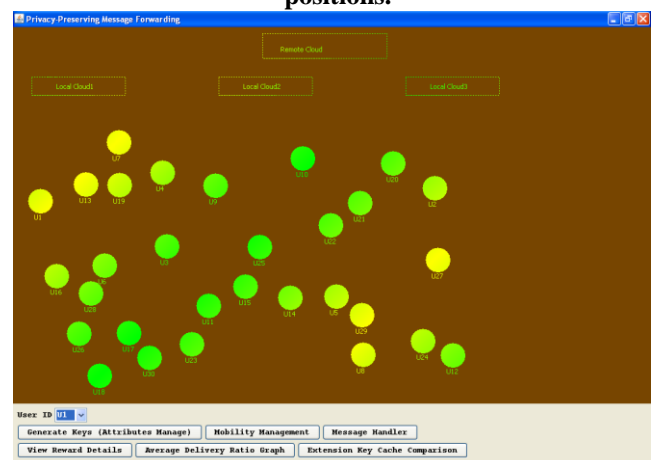 positions.
Privacy-Preserving Message Forwarding
Remote Cloud
Local Cloud1 Local Cloud2 Local Cloud3
U7
U10
U20
U4
U13 U19 U9 U2
U1
U21
U22
U3 U25
U27
U6
U16
U28 U15
U14 U5
U11
U29
U26 U17
U23
U30 U8 U24 U12
U18
User ID U1
Generate Keys (Attributes Manage) Mobility Management Message Handler
View Reward Details Average Delivery Ratio Graph Extension Key Cache Comparison